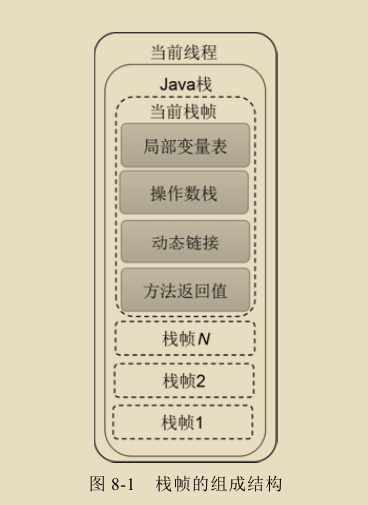 当前线程
Java栈
当前栈帧
局部变量表
操作数栈
动态链接
方法返回值
栈帧N
栈帧2
栈帧1
图 8-1 栈帧的组成结构